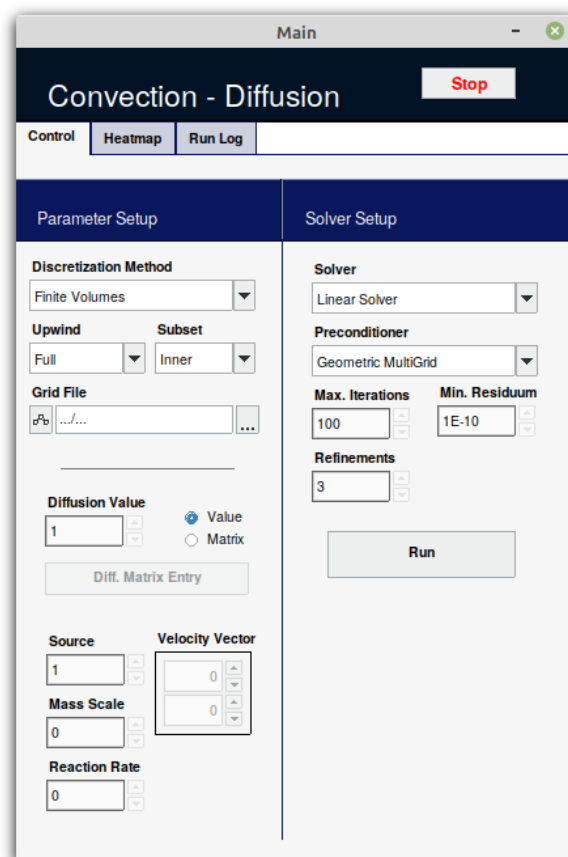 Main
Convection - Diffusion
Stop
Control
Heatmap
Run Log
Parameter Setup
Discretization Method
Finite Volumes
Upwind
Subset
Full
Inner
Grid File
.../...
...
Diffusion Value
1
Value
Matrix
Diff. Matrix Entry
Source
1
Velocity Vector
0
0
Mass Scale
0
Reaction Rate
0
Solver Setup
Solver
Linear Solver
Preconditioner
Geometric MultiGrid
Max. Iterations
Min. Residuum
100
1E-10
Refinements
3
Run